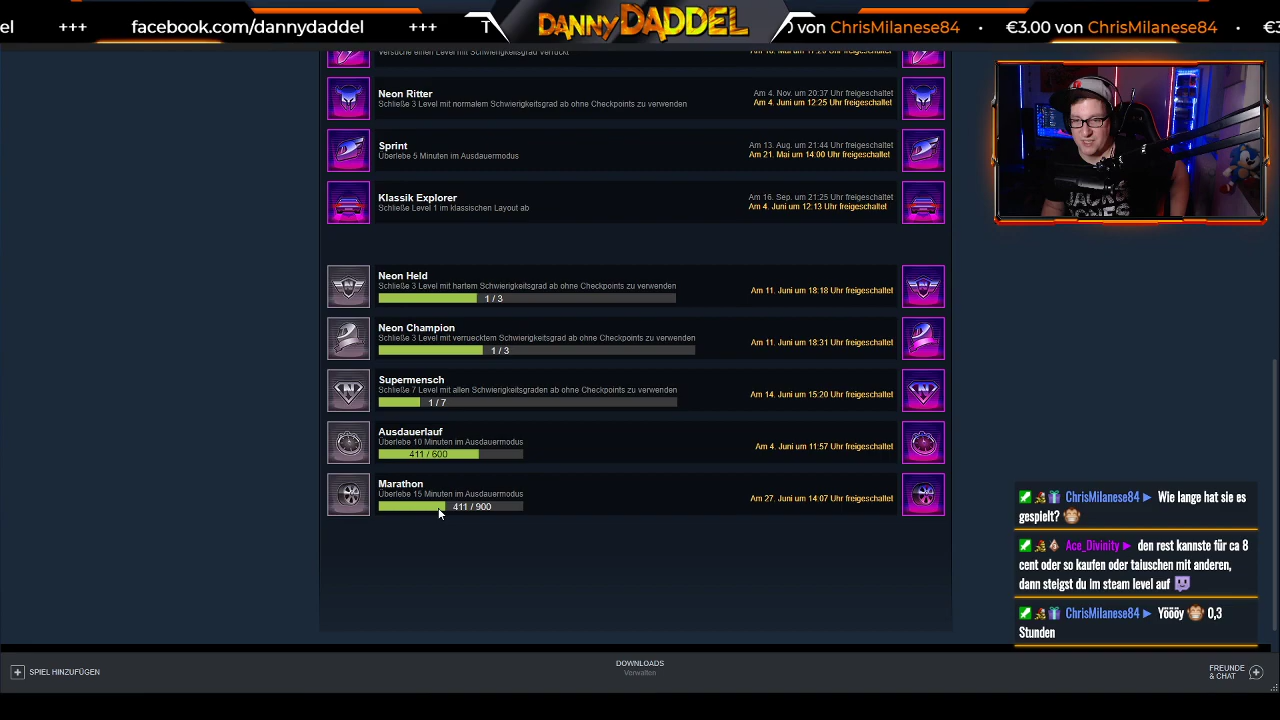 +++ facebook.com/dannydaddel +++ T
DANNYDADDEL
0 von ChrisMilanese84 · €3.00 von ChrisMilanese84 ·
Versuche einen Level mit Schwierigkeitsgrad verrückt
Neon Ritter
Schließe 3 Level mit normalem Schwierigkeitsgrad ab ohne Checkpoints zu verwenden
Am 4. Nov. um 20:37 Uhr freigeschaltet
Am 4. Juni um 12:25 Uhr freigeschaltet
Sprint
Überlebe 5 Minuten im Ausdauermodus
Am 13. Aug. um 21:44 Uhr freigeschaltet
Am 21. Mai um 14:00 Uhr freigeschaltet
Klassik Explorer
Schließe Level 1 im klassischen Layout ab
Am 16. Sep. um 21:25 Uhr freigeschaltet
Am 4. Juni um 12:13 Uhr freigeschaltet
Neon Held
Schließe 3 Level mit hartem Schwierigkeitsgrad ab ohne Checkpoints zu verwenden
1 / 3
Am 11. Juni um 18:18 Uhr freigeschaltet
Neon Champion
Schließe 3 Level mit verruecktem Schwierigkeitsgrad ab ohne Checkpoints zu verwenden
1 / 3
Am 11. Juni um 18:31 Uhr freigeschaltet
Supermensch
Schließe 7 Level mit allen Schwierigkeitsgraden ab ohne Checkpoints zu verwenden
1 / 7
Am 14. Juni um 15:20 Uhr freigeschaltet
Ausdauerlauf
Überlebe 10 Minuten im Ausdauermodus
411 / 600
Am 4. Juni um 11:57 Uhr freigeschaltet
Marathon
Überlebe 15 Minuten im Ausdauermodus
411 / 900
Am 27. Juni um 14:07 Uhr freigeschaltet
ChrisMilanese84 Wie lange hat sie es
gespielt?
Ace_Divinity den rest kannste für ca 8
cent oder so kaufen oder taiuschen mit anderen,
dann steigst du im steam level auf
ChrisMilanese84 Yöööy 0,3
Stunden
SPIEL HINZUFÜGEN
DOWNLOADS
Verwalten
FREUNDE
& CHAT